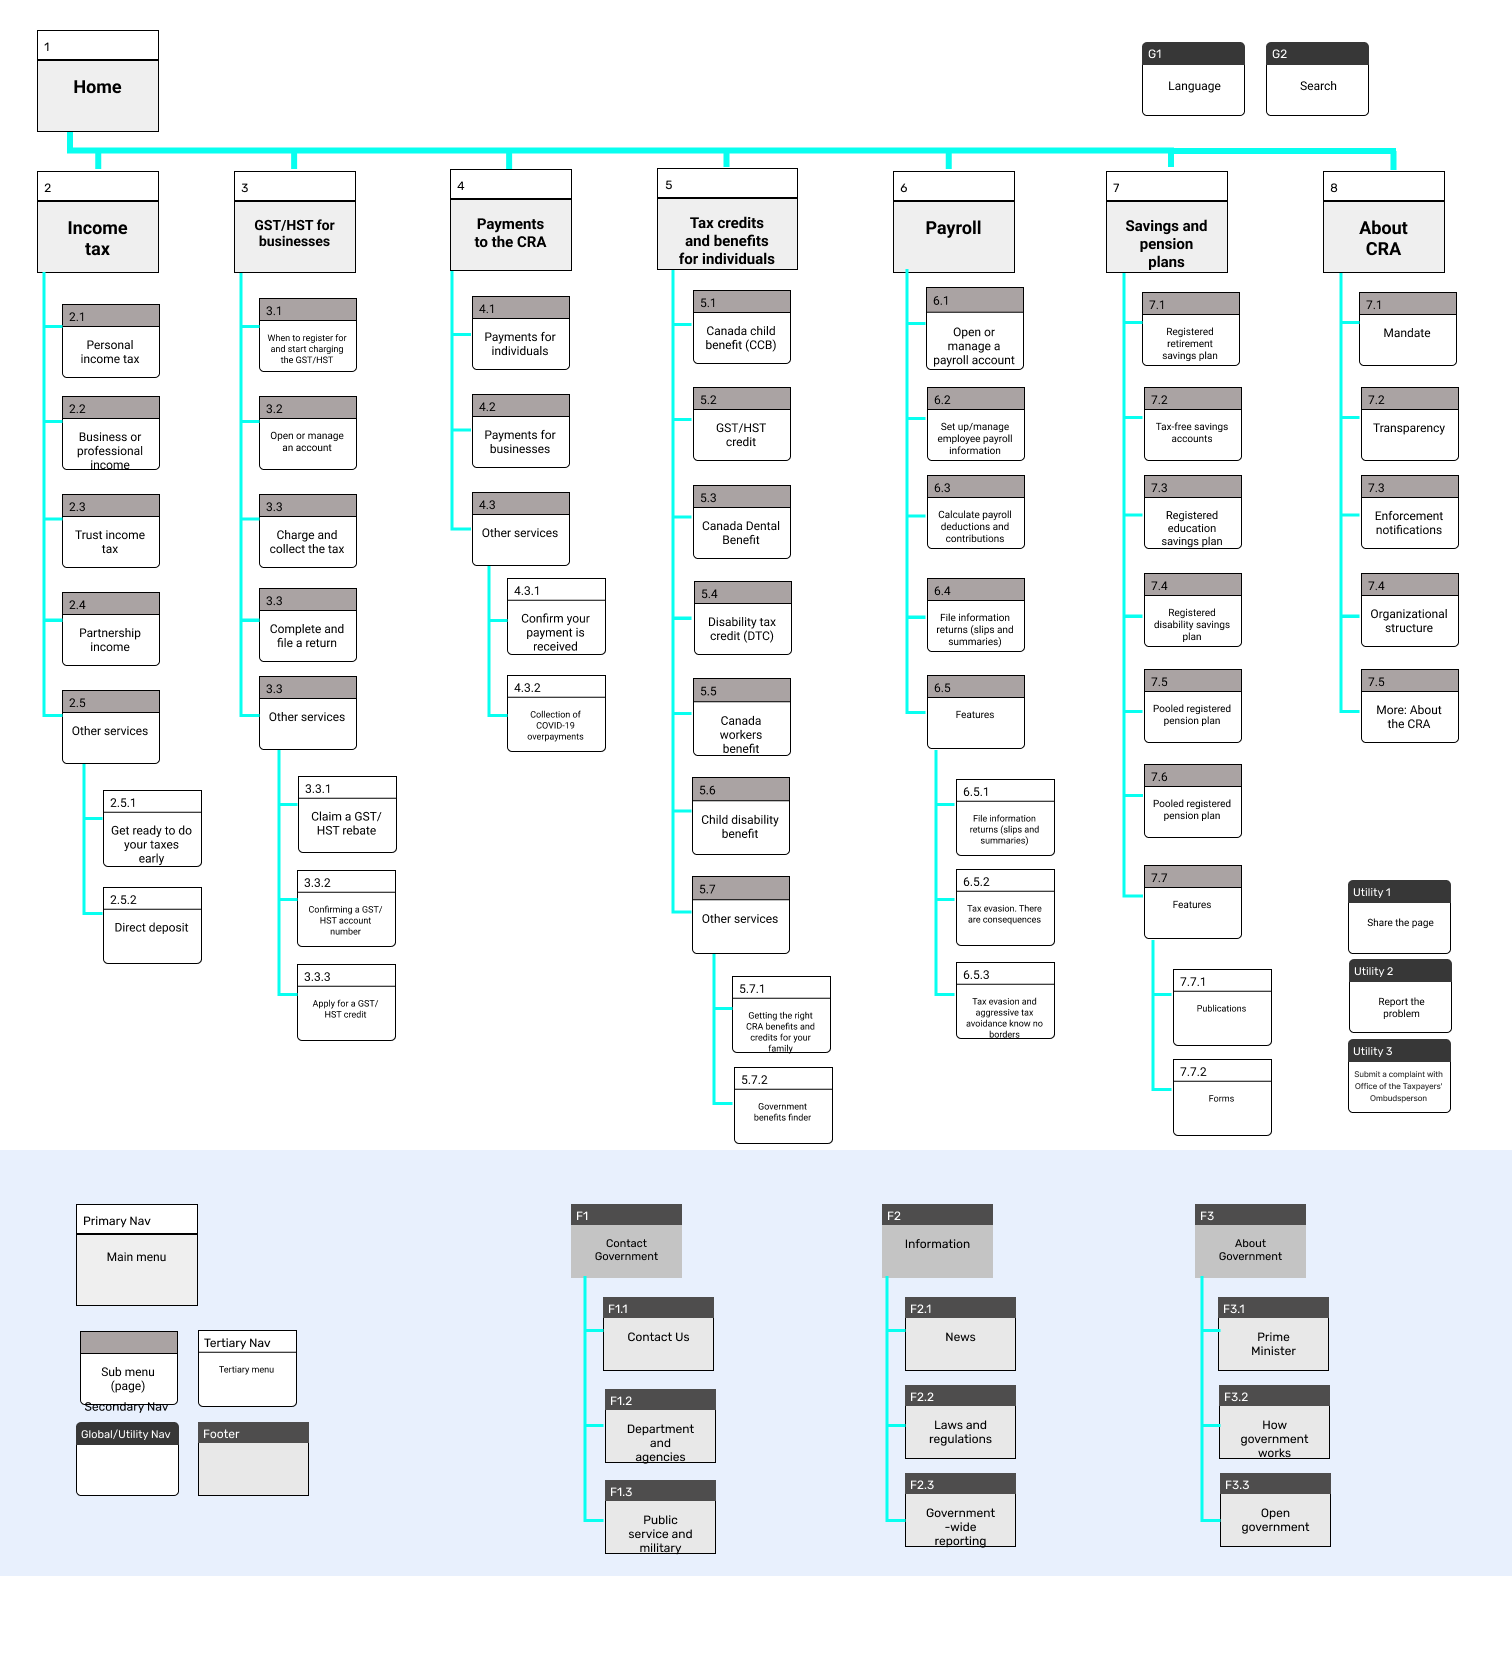 1
Home
G1
Language
G2
Search
2
Income
tax
2.1
Personal
income tax
2.2
Business or
professional
income
2.3
Trust income
tax
2.4
Partnership
income
2.5
Other services
2.5.1
Get ready to do
your taxes
early
2.5.2
Direct deposit
3
GST/HST for
businesses
3.1
When to register for
and start charging
the GST/HST
3.2
Open or manage
an account
3.3
Charge and
collect the tax
3.3
Complete and
file a return
3.3
Other services
3.3.1
Claim a GST/
HST rebate
3.3.2
Confirming a GST/
HST account
number
3.3.3
Apply for a GST/
HST credit
4
Payments
to the CRA
4.1
Payments for
individuals
4.2
Payments for
businesses
4.3
Other services
4.3.1
Confirm your
payment is
received
4.3.2
Collection of
COVID-19
overpayments
5
Tax credits
and benefits
for individuals
5.1
Canada child
benefit (CCB)
5.2
GST/HST
credit
5.3
Canada Dental
Benefit
5.4
Disability tax
credit (DTC)
5.5
Canada
workers
benefit
5.6
Child disability
benefit
5.7
Other services
5.7.1
Getting the right
CRA benefits and
credits for your
family
5.7.2
Government
benefits finder
6
Payroll
6.1
Open or
manage a
payroll account
6.2
Set up/manage
employee payroll
information
6.3
Calculate payroll
deductions and
contributions
6.4
File information
returns (slips and
summaries)
6.5
Features
6.5.1
File information
returns (slips and
summaries)
6.5.2
Tax evasion. There
are consequences
6.5.3
Tax evasion and
aggressive tax
avoidance know no
borders
7
Savings and
pension
plans
7.1
Registered
retirement
savings plan
7.2
Tax-free savings
accounts
7.3
Registered
education
savings plan
7.4
Registered
disability savings
plan
7.5
Pooled registered
pension plan
7.6
Pooled registered
pension plan
7.7
Features
7.7.1
Publications
7.7.2
Forms
8
About
CRA
7.1
Mandate
7.2
Transparency
7.3
Enforcement
notifications
7.4
Organizational
structure
7.5
More: About
the CRA
Utility 1
Share the page
Utility 2
Report the
problem
Utility 3
Submit a complaint with
Office of the Taxpayers'
Ombudsperson
Primary Nav
Main menu
Sub menu
(page)
Secondary Nav
Tertiary Nav
Tertiary menu
Global/Utility Nav
Footer
F1
Contact
Government
F1.1
Contact Us
F1.2
Department
and
agencies
F1.3
Public
service and
military
F2
Information
F2.1
News
F2.2
Laws and
regulations
F2.3
Government
-wide
reporting
F3
About
Government
F3.1
Prime
Minister
F3.2
How
government
works
F3.3
Open
government